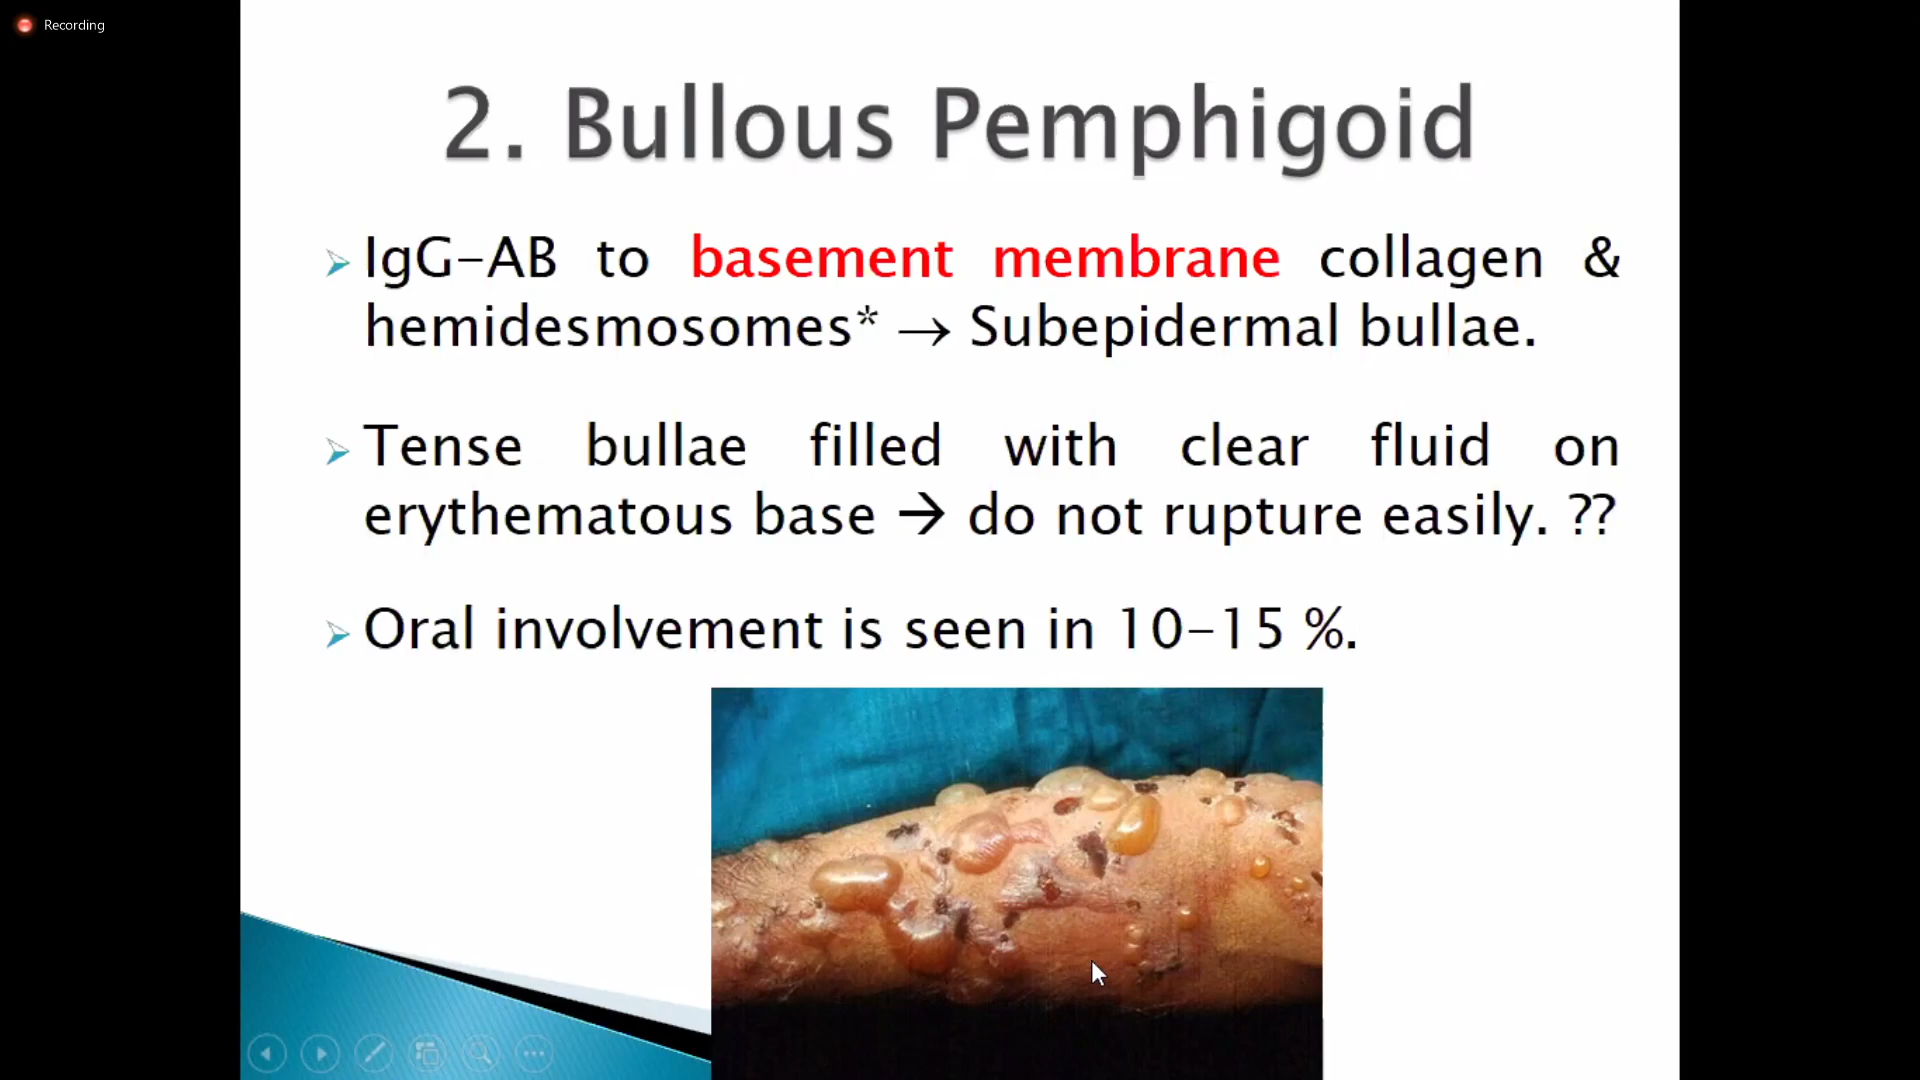 Recording
2. Bullous Pemphigoid
IgG-AB to basement membrane collagen &
hemidesmosomes* → Subepidermal bullae.
Tense bullae filled with clear fluid on
erythematous base → do not rupture easily. ??
Oral involvement is seen in 10-15 %.